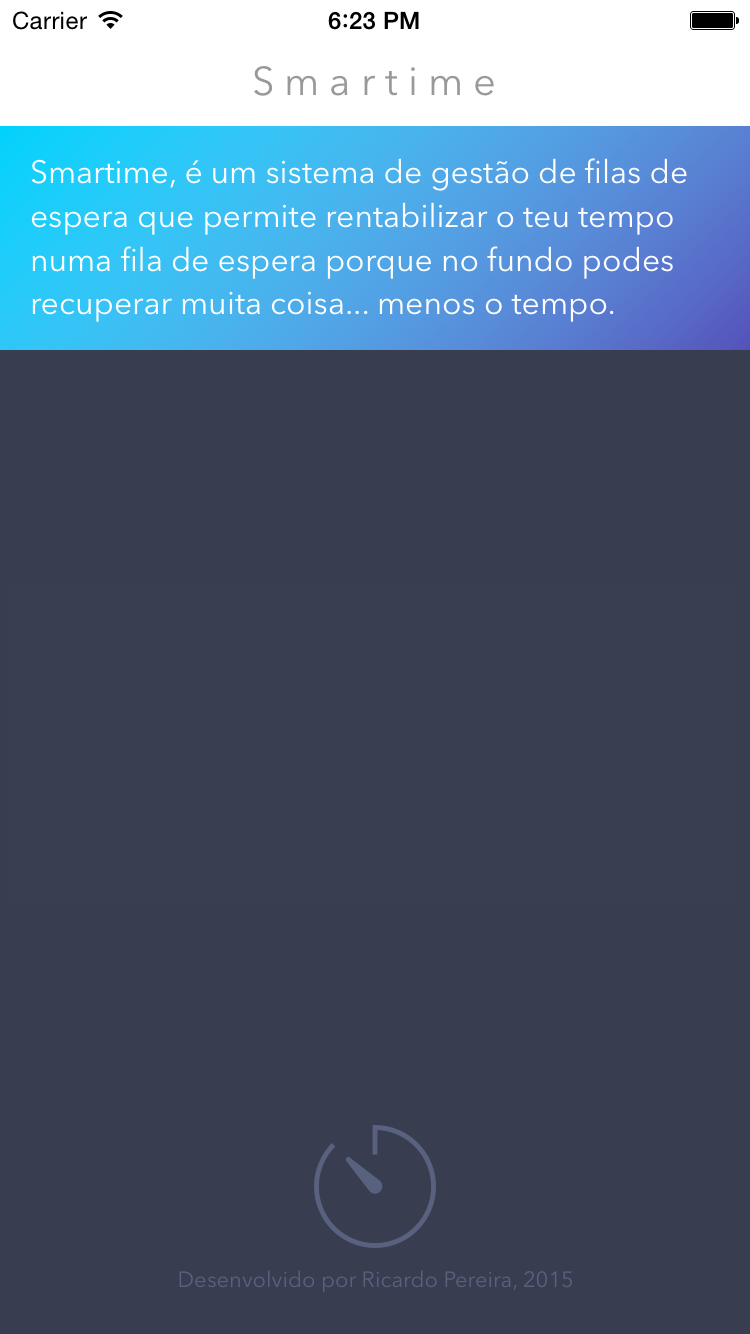 Carrier 6:23 PM
Smartime
Smartime, é um sistema de gestão de filas de
espera que permite rentabilizar o teu tempo
numa fila de espera porque no fundo podes
recuperar muita coisa... menos o tempo.
Desenvolvido por Ricardo Pereira, 2015